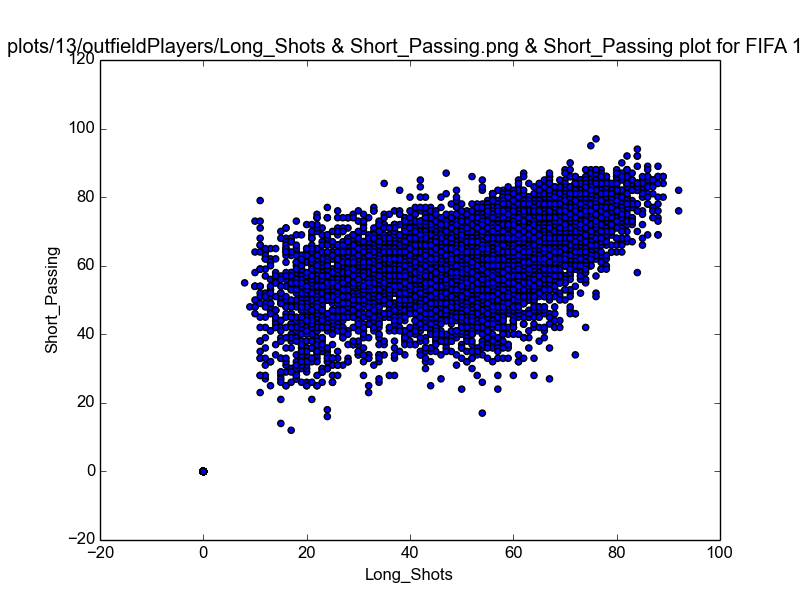 plots/13/outfieldPlayers/Long_Shots & Short_Passing.png & Short_Passing plot for FIFA 1
120
100
80
60
40
20
0
−20
−20 0 20 40 60 80 100
Short_Passing
Long_Shots